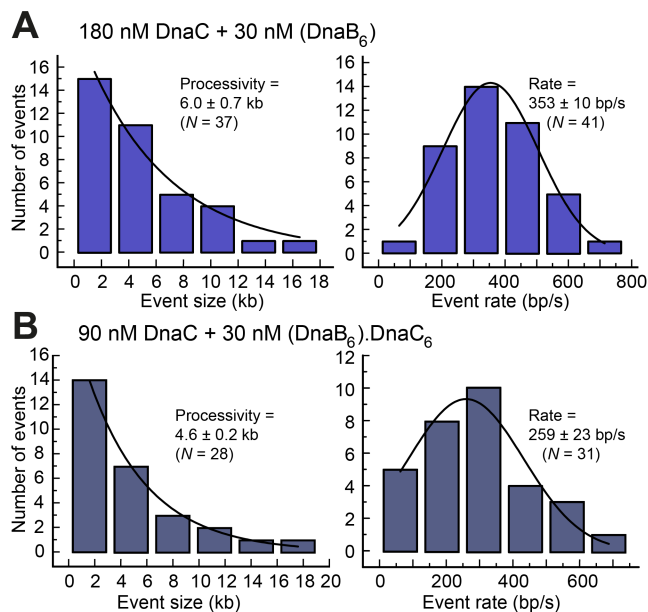 A
180 nM DnaC + 30 nM (DnaB6)
Number of events
16
14
12
10
8
6
4
2
0
Processivity =
6.0 ± 0.7 kb
(N = 37)
0 2 4 6 8 10 12 14 16 18
Event size (kb)
16
14
12
10
8
6
4
2
0
Rate =
353 ± 10 bp/s
(N = 41)
0 200 400 600 800
Event rate (bp/s)
B
90 nM DnaC + 30 nM (DnaB6).DnaC6
Number of events
16
14
12
10
8
6
4
2
0
Processivity =
4.6 ± 0.2 kb
(N = 28)
0 2 4 6 8 10 12 14 16 18 20
Event size (kb)
12
10
8
6
4
2
0
Rate =
259 ± 23 bp/s
(N = 31)
0 200 400 600
Event rate (bp/s)